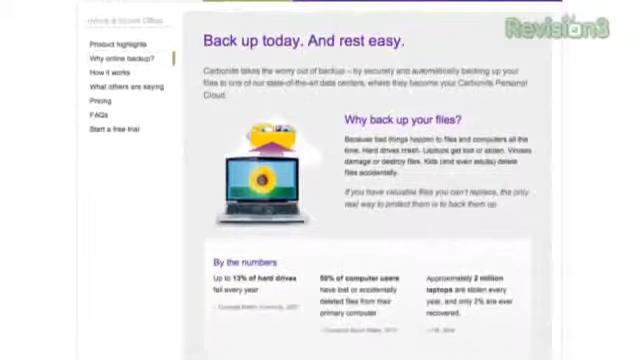 Revision3
Home & Small Office
Back up today. And rest easy.
Product highlights
Why online backup?
How it works
What others are saying
Pricing
FAQs
Start a free trial
Carbonite takes the worry out of backup – by securely and automatically backing up your
files to one of our state-of-the-art data centers, where they become your Carbonite Personal
Cloud.
Why back up your files?
Because bad things happen to files and computers all the
time. Hard drives crash. Laptops get lost or stolen. Viruses
damage or destroy files. Kids (and even adults) delete
files accidentally.
If you have valuable files you can't replace, the only
real way to protect them is to back them up.
By the numbers
Up to 13% of hard drives
fail every year
50% of computer users
have lost or accidentally
deleted files from their
primary computer
Approximately 2 million
laptops are stolen every
year, and only 2% are ever
recovered.